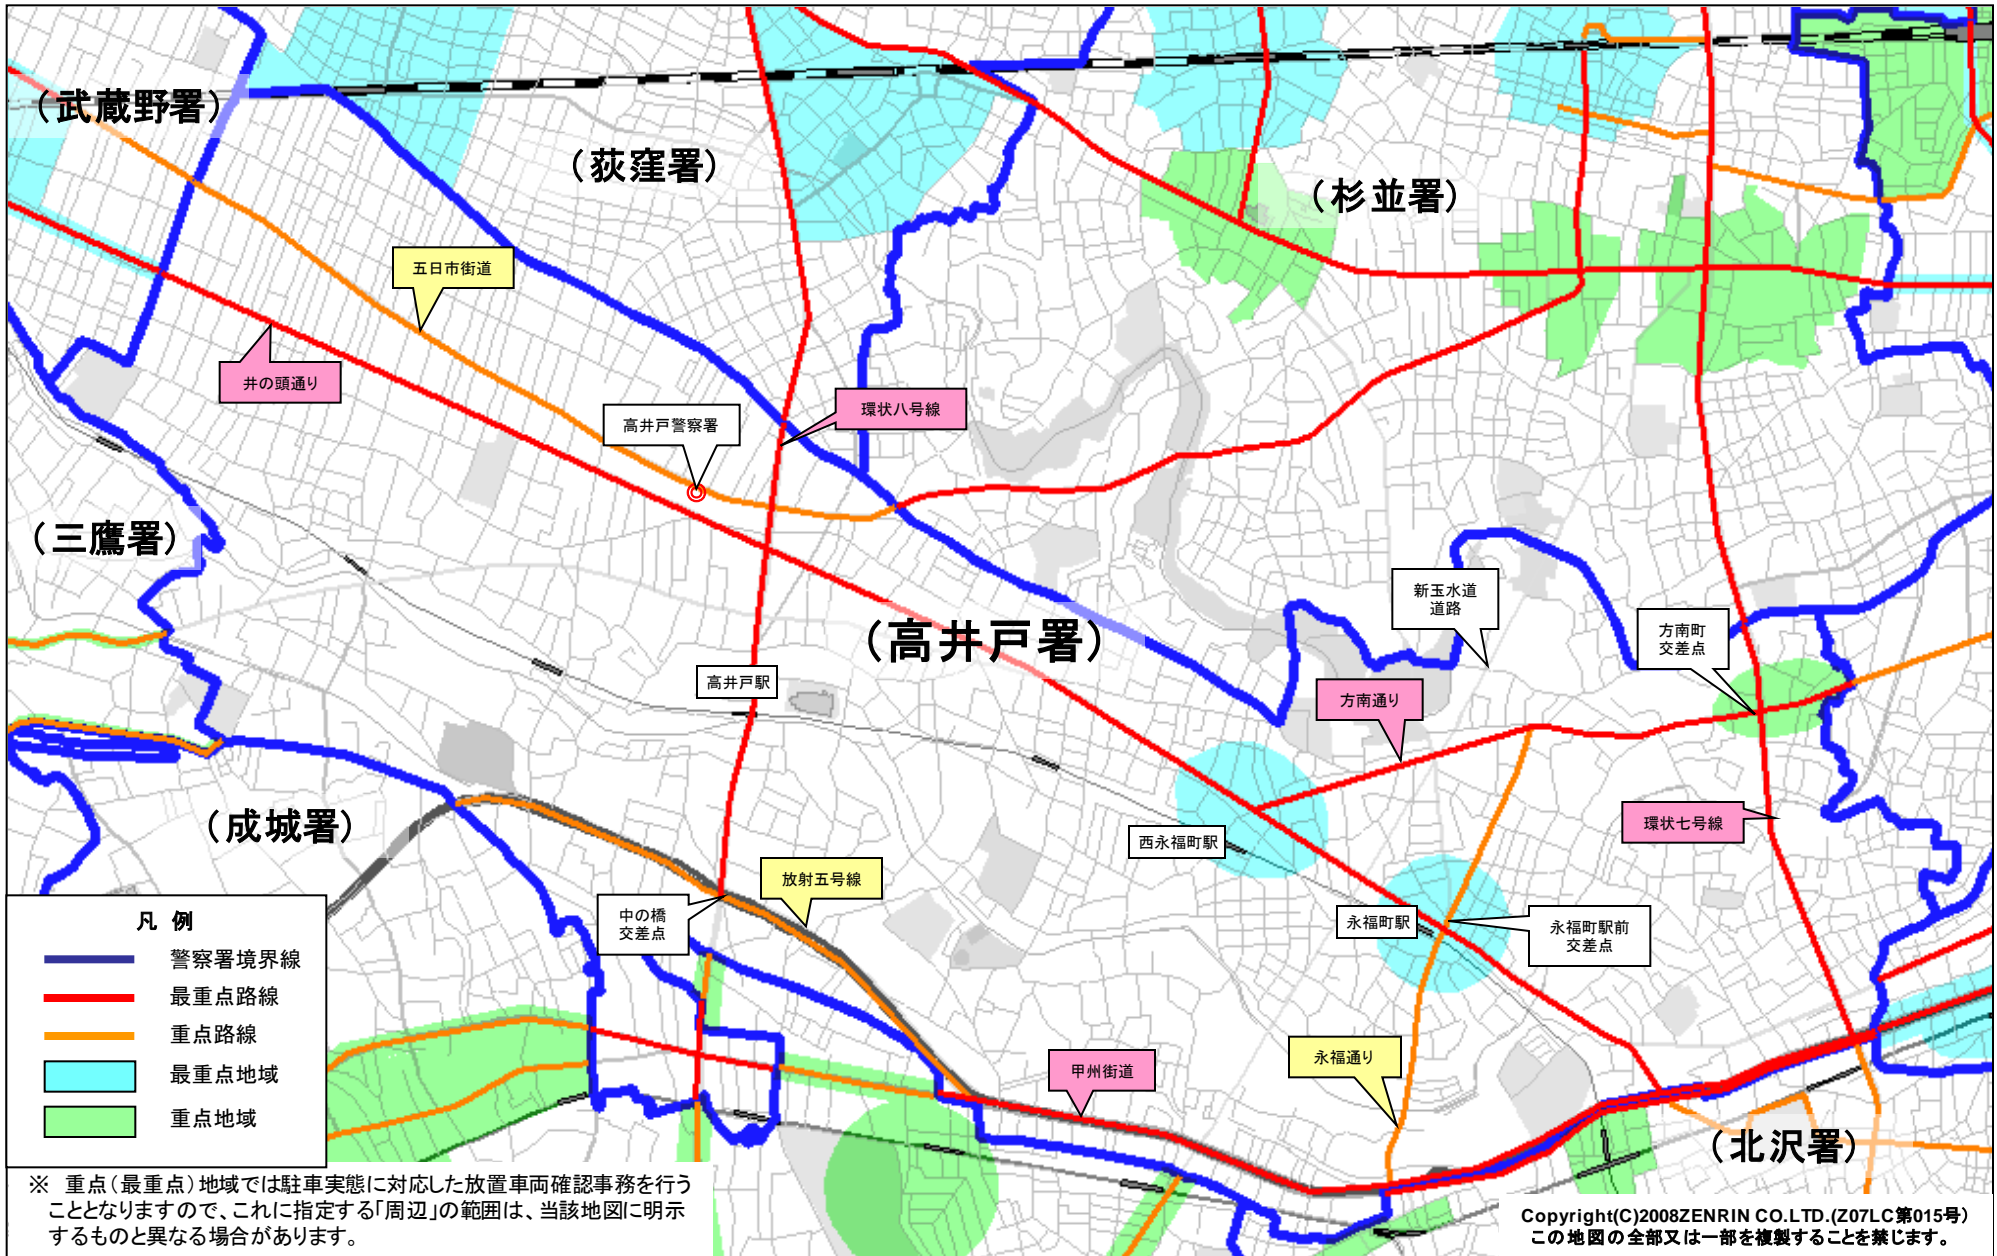 （武蔵野署）
（荻窪署）
（杉並署）
五日市街道
井の頭通り
環状八号線
高井戸警察署
（三鷹署）
新玉水道
道路
方南町
交差点
（高井戸署）
高井戸駅
方南通り
環状七号線
西永福町駅
（成城署）
放射五号線
中の橋
交差点
永福町駅
永福町駅前
交差点
凡 例
警察署境界線
最重点路線
重点路線
最重点地域
重点地域
甲州街道
永福通り
（北沢署）
※ 重点（最重点）地域では駐車実態に対応した放置車両確認事務を行う
こととなりますので、これに指定する「周辺」の範囲は、当該地図に明示
するものと異なる場合があります。
Copyright(C)2008ZENRIN CO.LTD.(Z07LC第015号)
この地図の全部又は一部を複製することを禁じます。